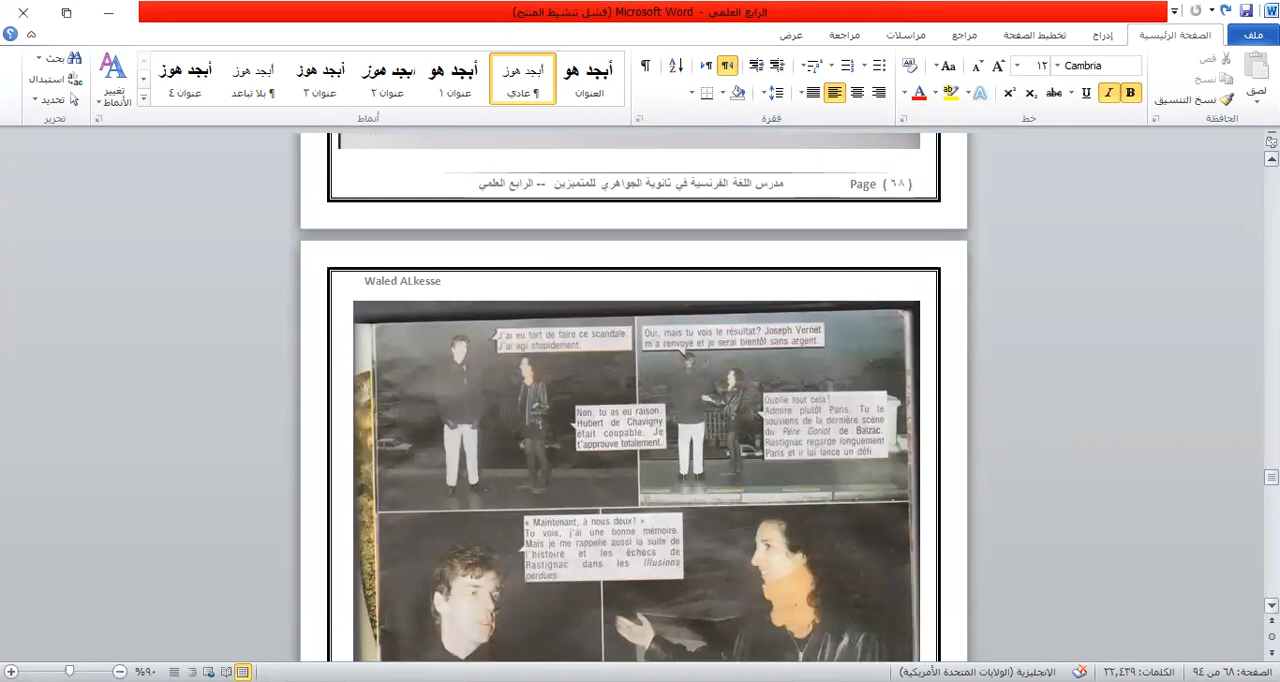 الرابع العلمي - Microsoft Word (فشل تنشيط المنتج)
ملف
الصفحة الرئيسية
إدراج
تخطيط الصفحة
مراجع
مراسلات
مراجعة
عرض
قص
نسخ
نسخ التنسيق
لصق
الحافظة
Cambria
١٢
خط
فقرة
أبجد هو
العنوان
أبجد هوز
¶ عادي
أبجد هو
عنوان ١
أبجد هوز
عنوان ٢
أبجد هوز
عنوان ٣
أبجد هوز
¶ بلا تباعد
أبجد هوز
عنوان ٤
أنماط
تغيير
الأنماط
بحث
استبدال
تحديد
تحرير
Page ( ٦٨ )
مدرس اللغة الفرنسية في ثانوية الجواهري للمتميزين -- الرابع العلمي
Waled ALkesse
J'ai eu tort de faire ce scandale.
J'ai agi stupidement.
Non, tu as eu raison.
Hubert de Chavigny
était coupable. Je
t'approuve totalement.
Oui, mais tu vois le résultat? Joseph Vernet
m'a renvoyé et je serai bientôt sans argent.
Oublie tout cela!
Admire plutôt Paris. Tu te
souviens de la dernière scène
du Père Goriot de Balzac.
Rastignac regarde longuement
Paris et il lui lance un défi
« Maintenant, à nous deux! »
Tu vois, j'ai une bonne mémoire.
Mais je me rappelle aussi la suite de
l'histoire et les échecs de
Rastignac dans les Illusions
perdues
الصفحة: ٦٨ من ٩٤
الكلمات: ٣٢,٤٣٩
الإنجليزية (الولايات المتحدة الأمريكية)
٩٠%